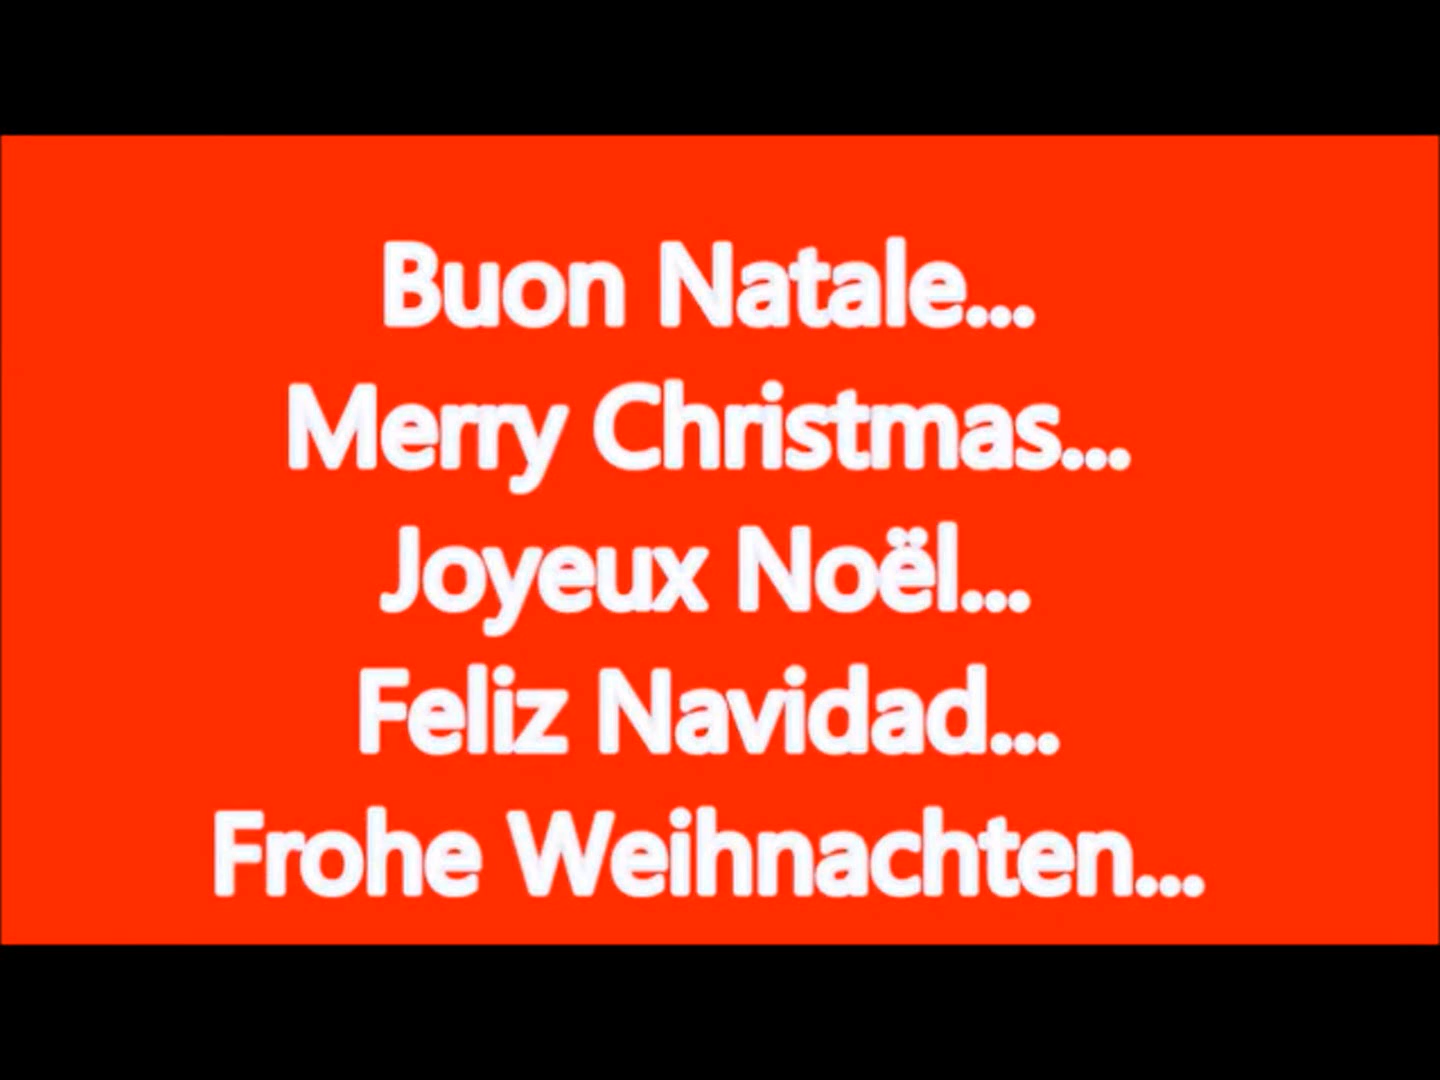 Buon Natale...
Merry Christmas...
Joyeux Noël...
Feliz Navidad...
Frohe Weihnachten...